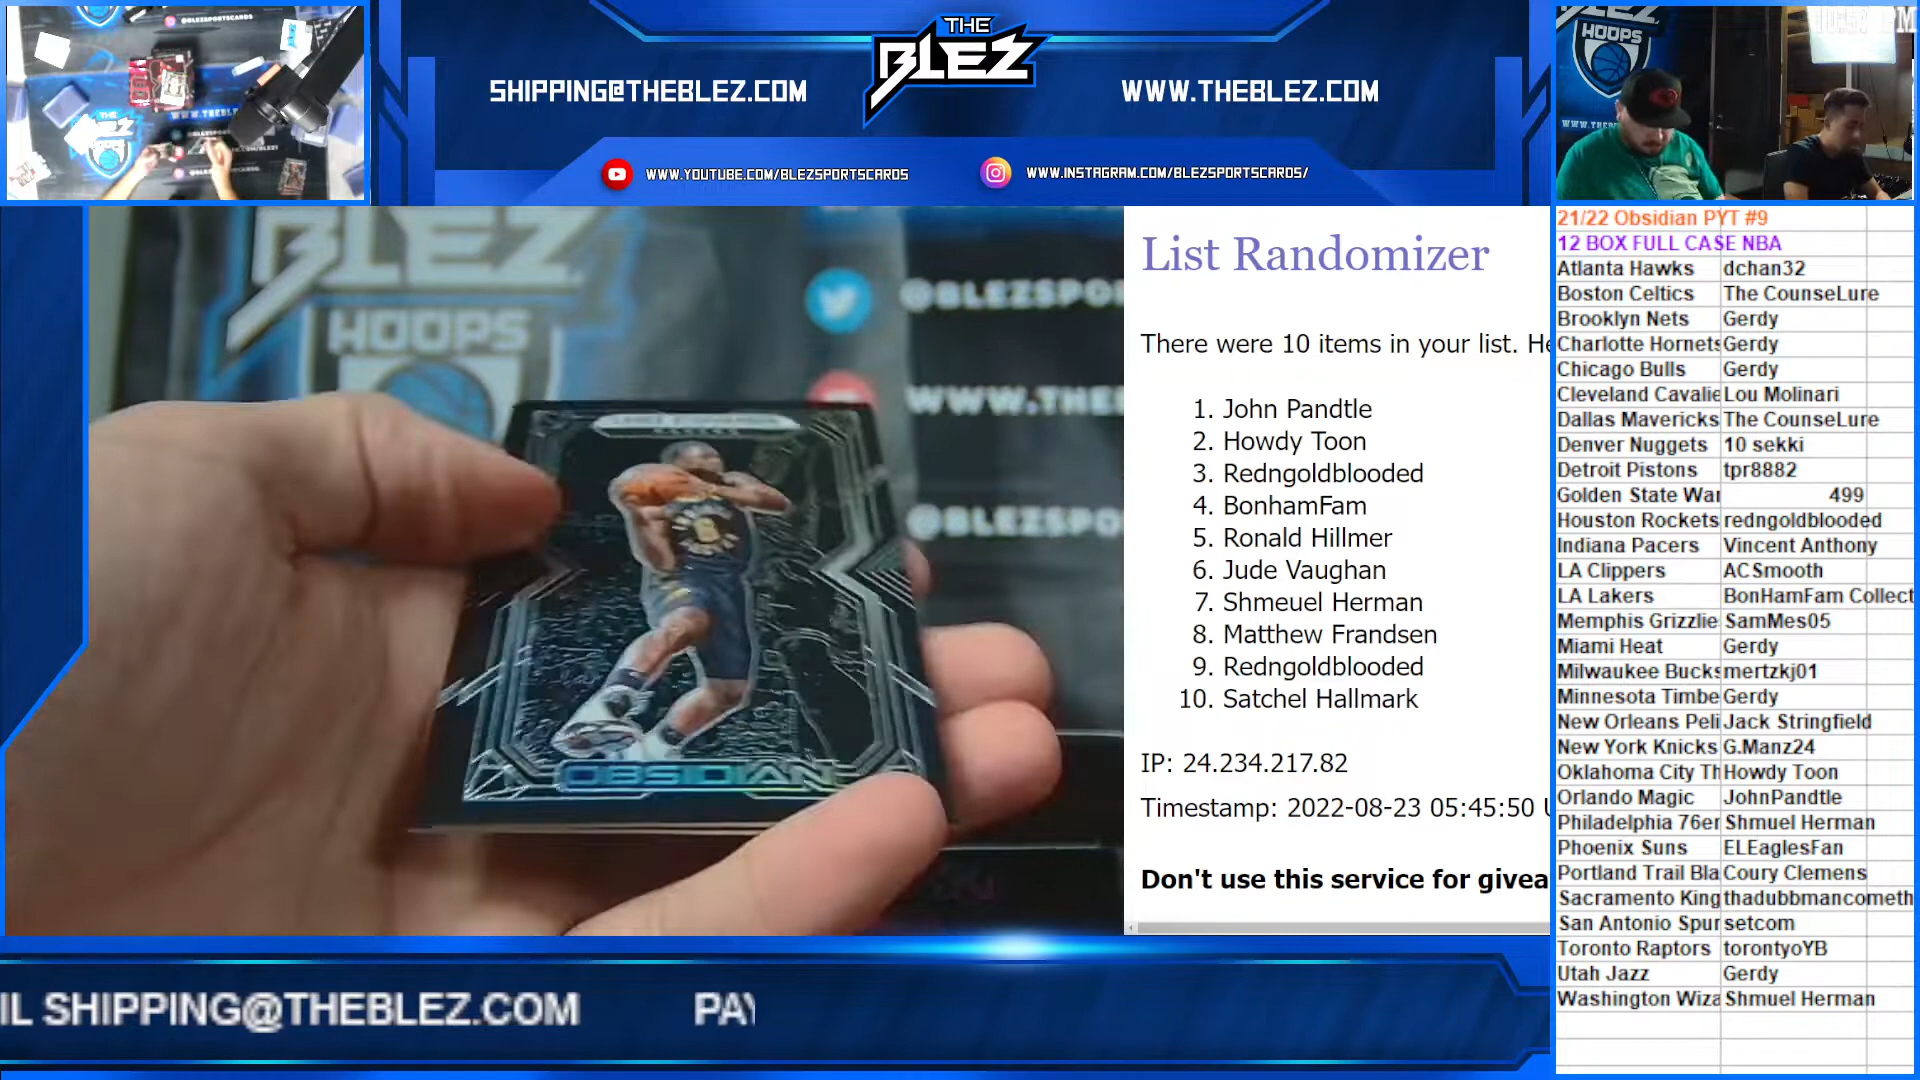 @BLEZSPORTSCARDS
THE
BLEZ
SHIPPING@THEBLEZ.COM
WWW.THEBLEZ.COM
WWW.YOUTUBE.COM/BLEZSPORTSCARDS
WWW.INSTAGRAM.COM/BLEZSPORTSCARDS/
HOOPS
BLEZ
HOOPS
@BLEZSPO
WWW.THE
@BLEZSPO
OBSIDIAN
List Randomizer
There were 10 items in your list. He
1. John Pandtle
2. Howdy Toon
3. Redngoldblooded
4. BonhamFam
5. Ronald Hillmer
6. Jude Vaughan
7. Shmeuel Herman
8. Matthew Frandsen
9. Redngoldblooded
10. Satchel Hallmark
IP: 24.234.217.82
Timestamp: 2022-08-23 05:45:50 U
Don't use this service for givea
21/22 Obsidian PYT #9
12 BOX FULL CASE NBA
Atlanta Hawks dchan32
Boston Celtics The CounseLure
Brooklyn Nets Gerdy
Charlotte Hornets Gerdy
Chicago Bulls Gerdy
Cleveland Cavalie Lou Molinari
Dallas Mavericks The CounseLure
Denver Nuggets 10 sekki
Detroit Pistons tpr8882
Golden State War 499
Houston Rockets redngoldblooded
Indiana Pacers Vincent Anthony
LA Clippers ACSmooth
LA Lakers BonHamFam Collect
Memphis Grizzlie SamMes05
Miami Heat Gerdy
Milwaukee Bucks mertzkj01
Minnesota Timbe Gerdy
New Orleans Peli Jack Stringfield
New York Knicks G.Manz24
Oklahoma City Th Howdy Toon
Orlando Magic JohnPandtle
Philadelphia 76er Shmuel Herman
Phoenix Suns ELEaglesFan
Portland Trail Bla Coury Clemens
Sacramento King thadubbmancometh
San Antonio Spur setcom
Toronto Raptors torontyoYB
Utah Jazz Gerdy
Washington Wiza Shmuel Herman
IL SHIPPING@THEBLEZ.COM PAY